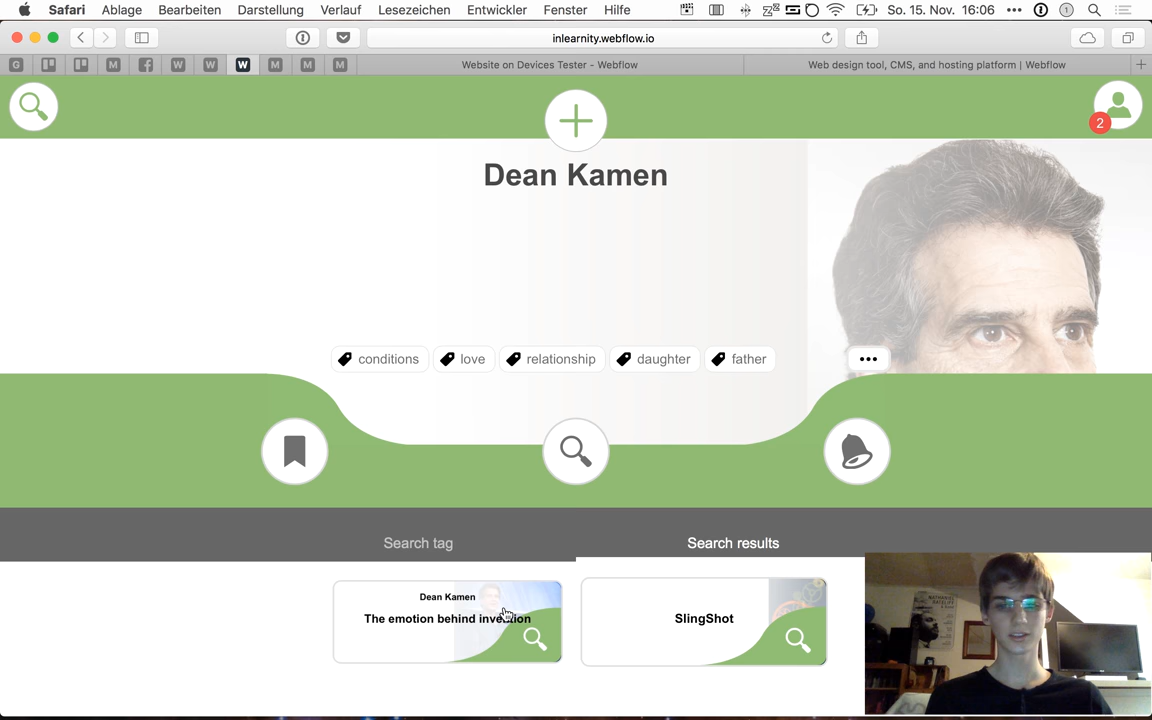 Safari Ablage Bearbeiten Darstellung Verlauf Lesezeichen Entwickler Fenster Hilfe So. 15. Nov. 16:06
inlearnity.webflow.io
G M f W W W M M M Website on Devices Tester - Webflow Web design tool, CMS, and hosting platform | Webflow
2
Dean Kamen
conditions love relationship daughter father
Search tag Search results
Dean Kamen
The emotion behind invention
SlingShot